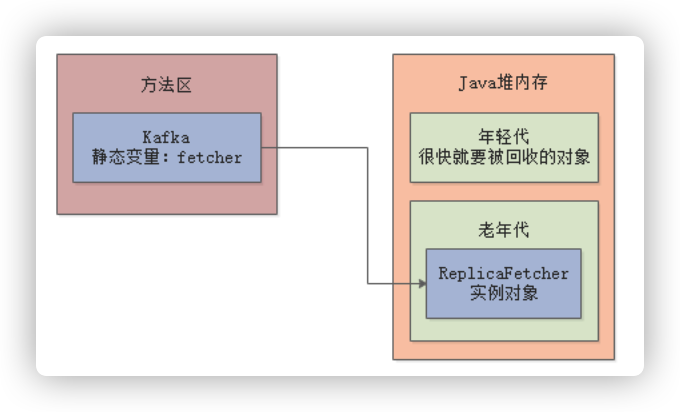 方法区
Kafka
静态变量：fetcher
Java堆内存
年轻代
很快就要被回收的对象
老年代
ReplicaFetcher
实例对象